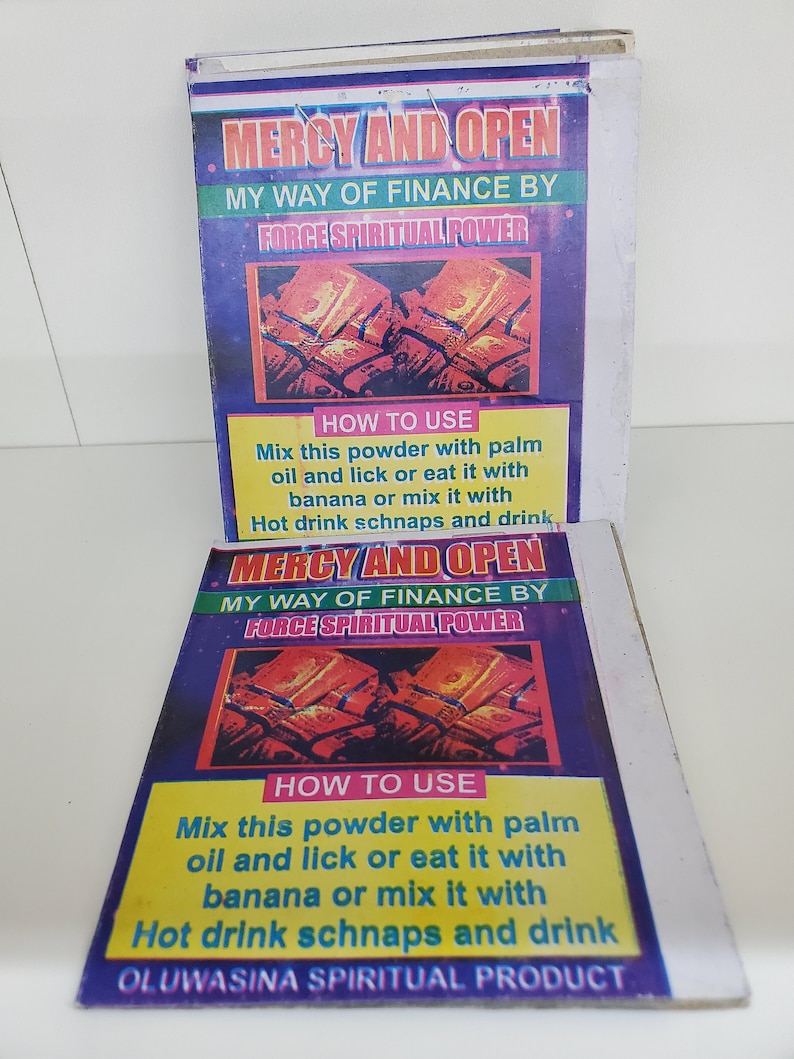 MERCY AND OPEN
MY WAY OF FINANCE BY
FORCE SPIRITUAL POWER
HOW TO USE
Mix this powder with palm
oil and lick or eat it with
banana or mix it with
Hot drink schnaps and drink
MERCY AND OPEN
MY WAY OF FINANCE BY
FORCE SPIRITUAL POWER
HOW TO USE
Mix this powder with palm
oil and lick or eat it with
banana or mix it with
Hot drink schnaps and drink
OLUWASINA SPIRITUAL PRODUCT